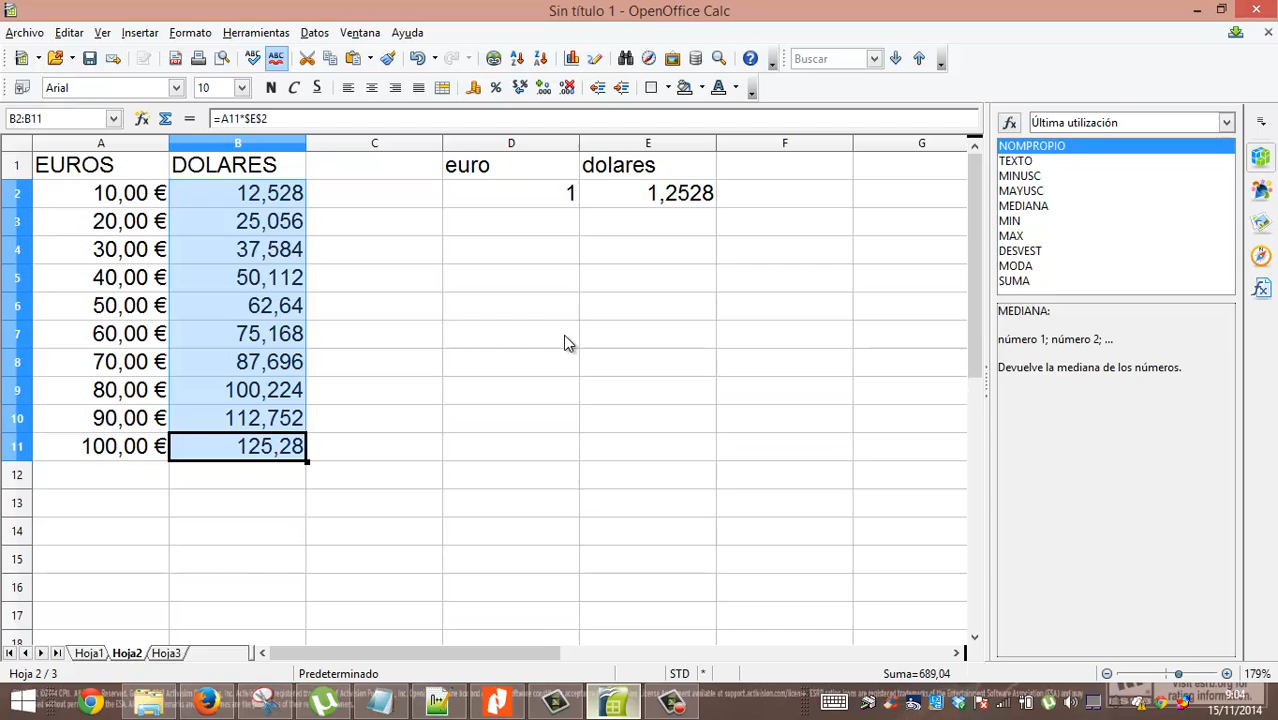 Sin título 1 - OpenOffice Calc
Archivo Editar Ver Insertar Formato Herramientas Datos Ventana Ayuda
Buscar
Arial 10 N C S
B2:B11 =A11*$E$2
Última utilización
A B C D E F G
1 EUROS DOLARES euro dolares
2 10,00 € 12,528 1 1,2528
3 20,00 € 25,056
4 30,00 € 37,584
5 40,00 € 50,112
6 50,00 € 62,64
7 60,00 € 75,168
8 70,00 € 87,696
9 80,00 € 100,224
10 90,00 € 112,752
11 100,00 € 125,28
12
13
14
15
16
17
18
NOMPROPIO
TEXTO
MINUSC
MAYUSC
MEDIANA
MIN
MAX
DESVEST
MODA
SUMA
MEDIANA:
número 1; número 2; ...
Devuelve la mediana de los números.
Hoja1 Hoja2 Hoja3
Hoja 2 / 3 Predeterminado STD * Suma=689,04 179%
9:04
15/11/2014